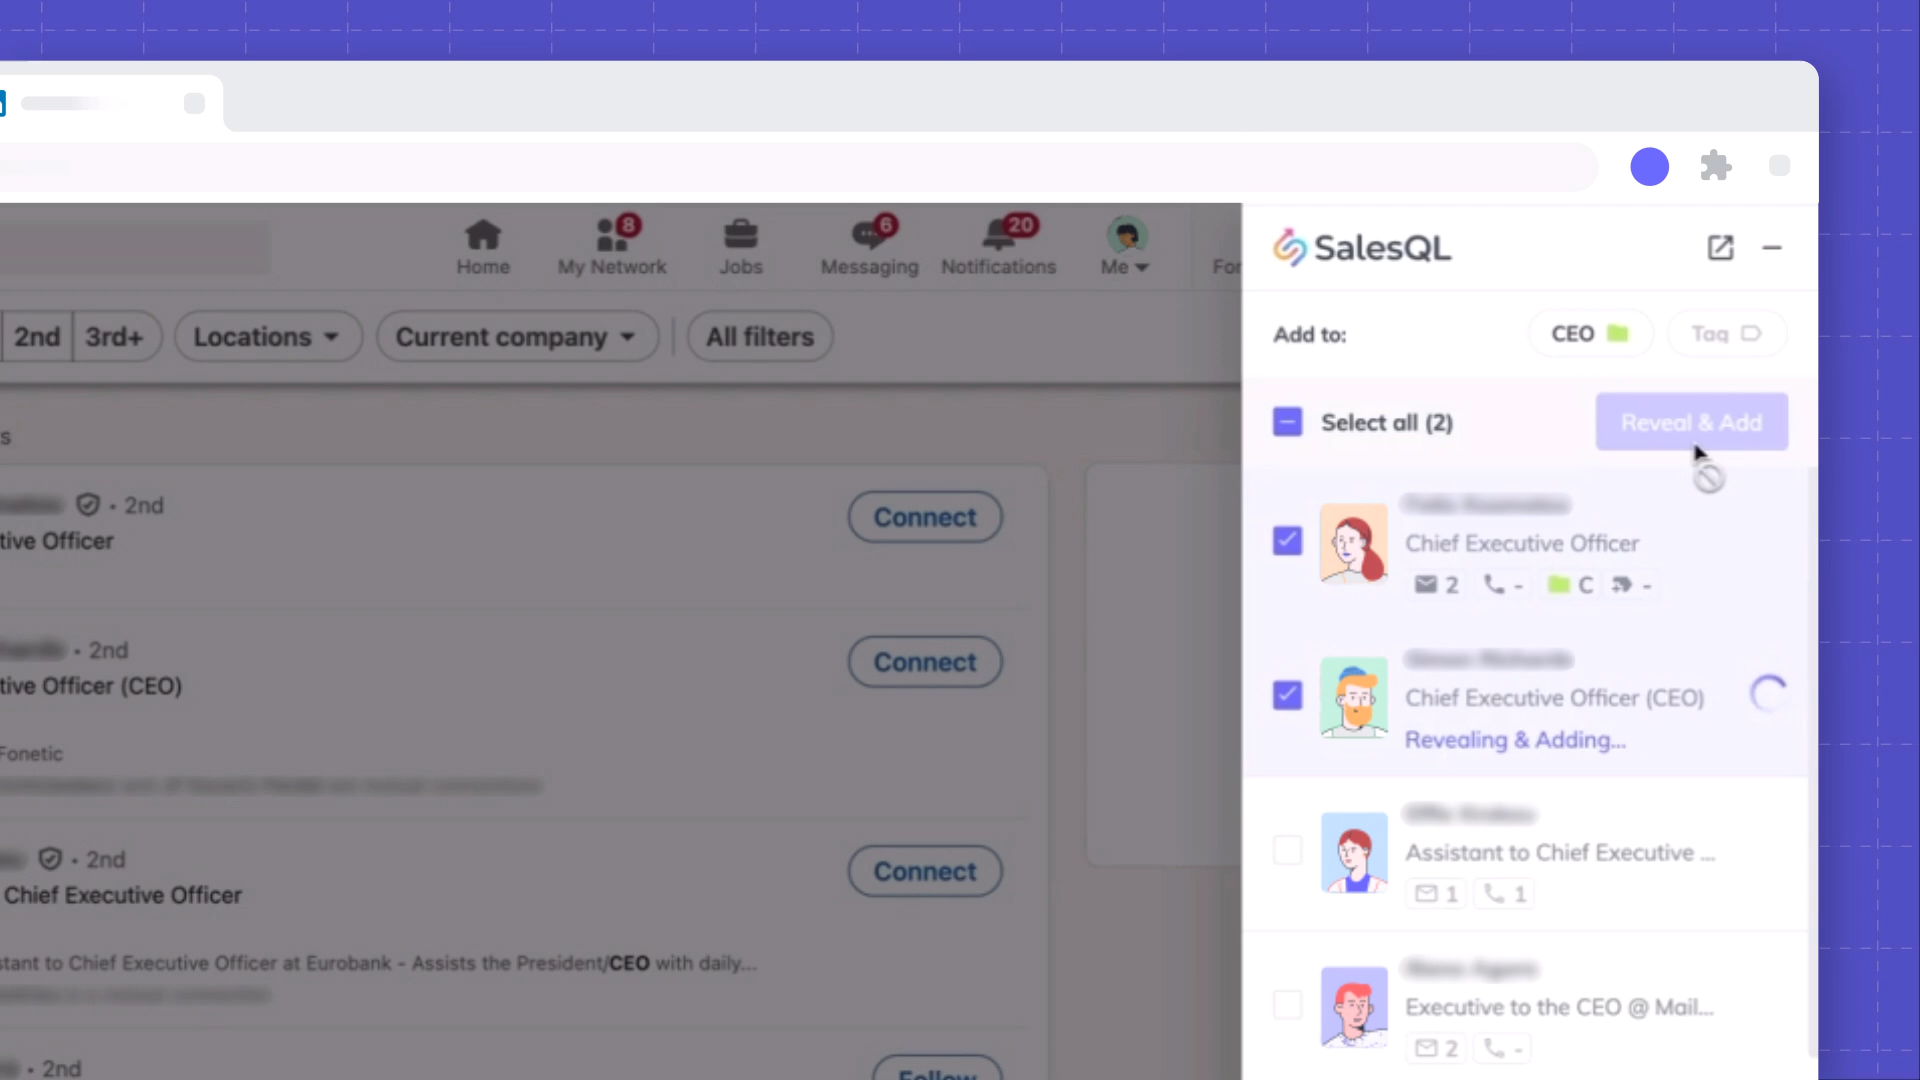 8
6
20
Home
My Network
Jobs
Messaging
Notifications
Me
For
2nd
3rd+
Locations
Current company
All filters
s
• 2nd
tive Officer
Connect
• 2nd
tive Officer (CEO)
Connect
Fonetic
• 2nd
Chief Executive Officer
Connect
stant to Chief Executive Officer at Eurobank - Assists the President/CEO with daily...
• 2nd
Follow
SalesQL
Add to:
CEO
Tag
Select all (2)
Reveal & Add
Chief Executive Officer
2
-
C
-
Chief Executive Officer (CEO)
Revealing & Adding...
Assistant to Chief Executive ...
1
1
Executive to the CEO @ Mail...
2
-